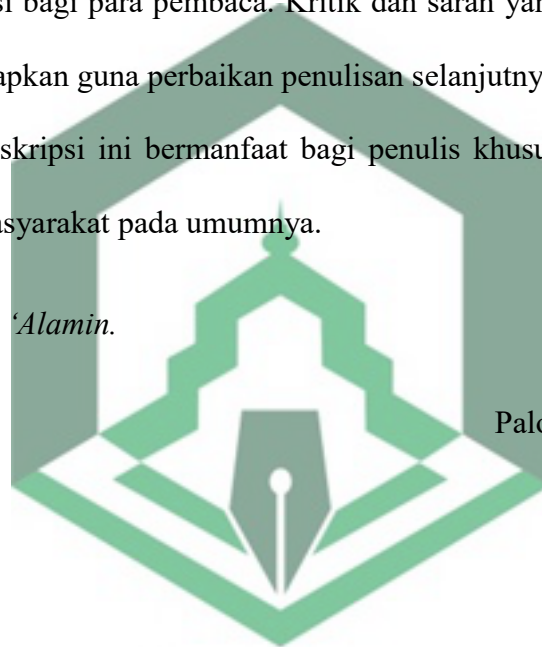 si bagi para pembaca. Kritik dan saran yan
apkan guna perbaikan penulisan selanjutny
skripsi ini bermanfaat bagi penulis khusu
asyarakat pada umumnya.
‘Alamin.
Palo